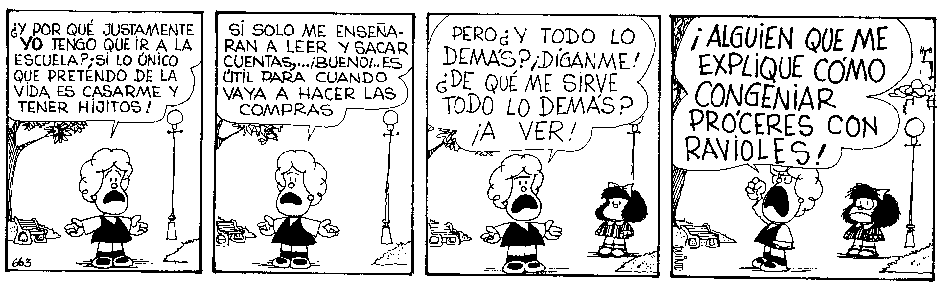 ¿Y POR QUÉ JUSTAMENTE
YO TENGO QUE IR A LA
ESCUELA?¡SI LO ÚNICO
QUE PRETENDO DE LA
VIDA ES CASARME Y
TENER HIJITOS!
663
SÍ SOLO ME ENSEÑA-
RAN A LEER Y SACAR
CUENTAS,...¡BUENO!..ES
ÚTIL PARA CUANDO
VAYA A HACER LAS
COMPRAS
PERO¿Y TODO LO
DEMÁS?¡DÍGANME!
¿DE QUÉ ME SIRVE
TODO LO DEMÁS?
¡A VER!
¡ALGUIEN QUE ME
EXPLIQUE CÓMO
CONGENIAR
PRÓCERES CON
RAVIOLES!